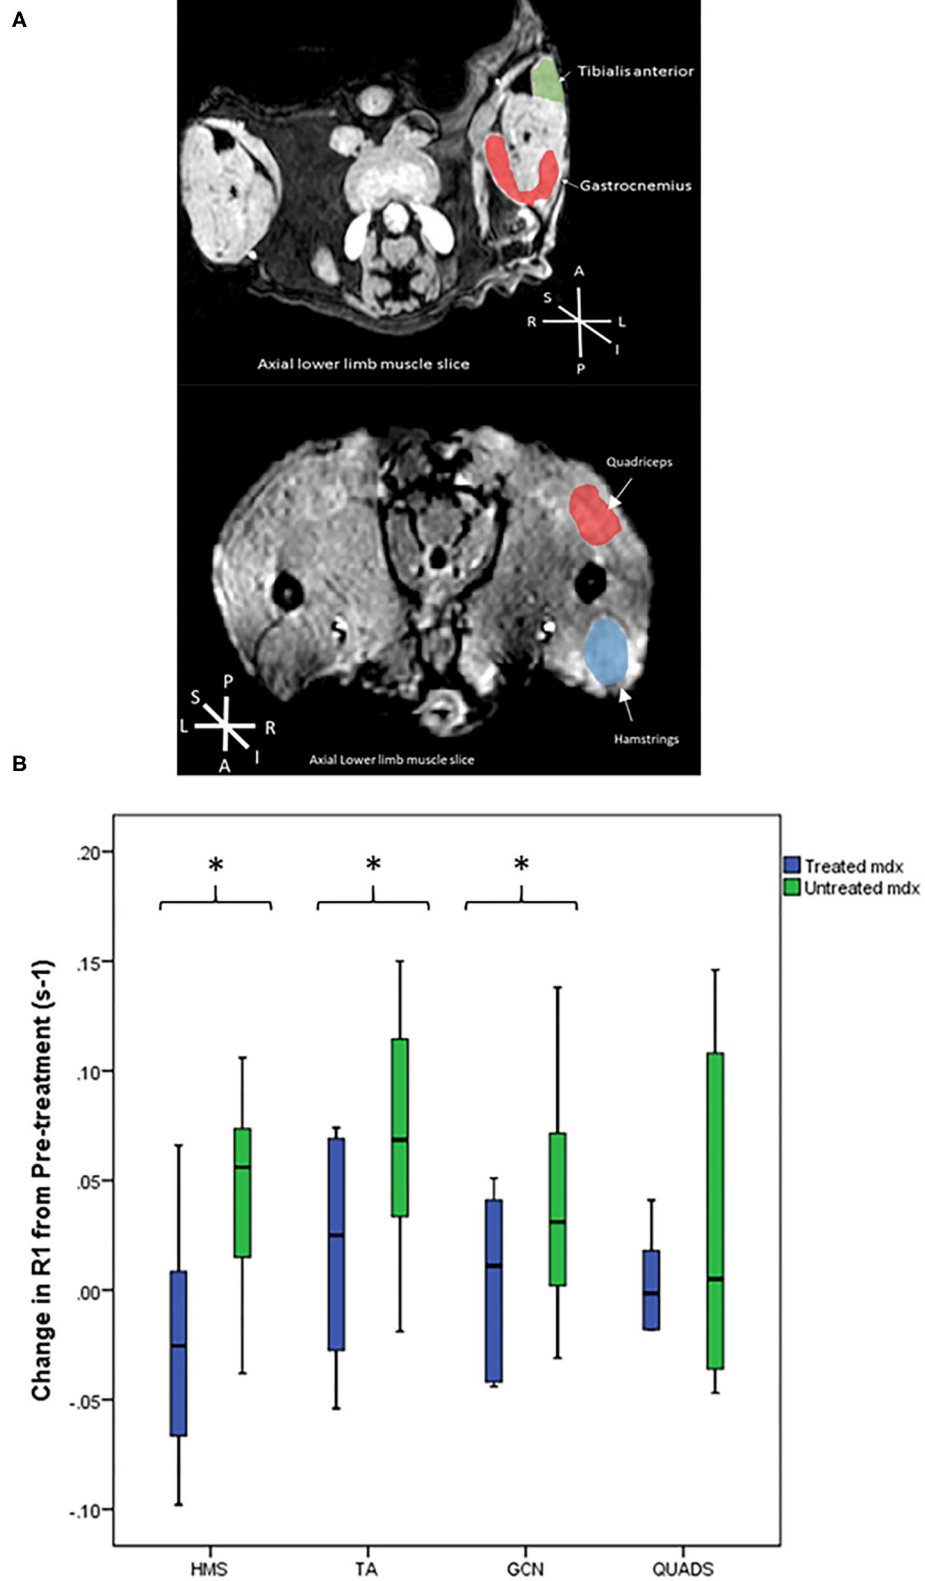 A
Tibialis anterior
Gastrocnemius
A
S
R L
I
P
Axial lower limb muscle slice
Quadriceps
P
S
L R
I
A
Hamstrings
Axial Lower limb muscle slice
B
.20
* * *
Treated mdx
Untreated mdx
.15
.10
.05
.00
-.05
-.10
Change in R1 from Pre-treatment (s-1)
HMS TA GCN QUADS